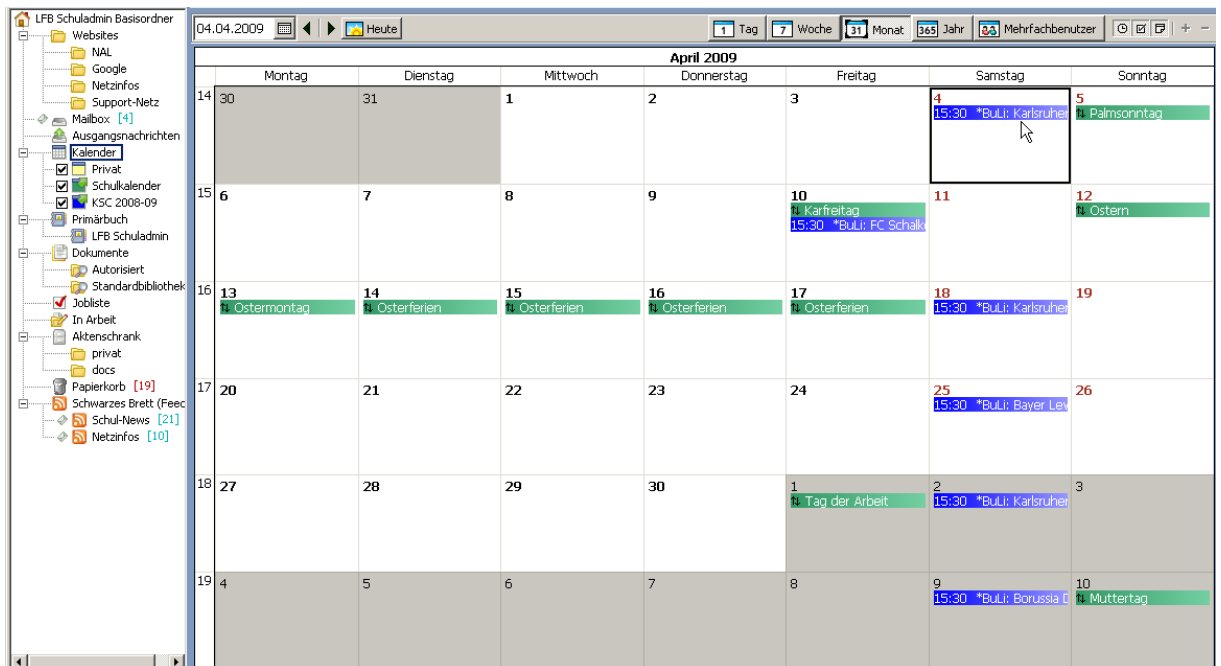 LFB Schuladmin Basisordner
Websites
NAL
Google
Netzinfos
Support-Netz
Mailbox [4]
Ausgangsnachrichten
Kalender
Privat
Schulkalender
KSC 2008-09
Primärbuch
LFB Schuladmin
Dokumente
Autorisiert
Standardbibliothek
Jobliste
In Arbeit
Aktenschrank
privat
docs
Papierkorb [19]
Schwarzes Brett (Feed
Schul-News [21]
Netzinfos [10]
04.04.2009 Heute 1 Tag 7 Woche 31 Monat 365 Jahr Mehrfachbenutzer
April 2009
Montag Dienstag Mittwoch Donnerstag Freitag Samstag Sonntag
14 30 31 1 2 3 4 5
15:30 *BuLi: Karlsruher Palmsonntag
15 6 7 8 9 10 11 12
Karfreitag Ostern
15:30 *BuLi: FC Schalk
16 13 14 15 16 17 18 19
Ostermontag Osterferien Osterferien Osterferien Osterferien 15:30 *BuLi: Karlsruher
17 20 21 22 23 24 25 26
15:30 *BuLi: Bayer Lev
18 27 28 29 30 1 2 3
Tag der Arbeit 15:30 *BuLi: Karlsruher
19 4 5 6 7 8 9 10
15:30 *BuLi: Borussia D Muttertag